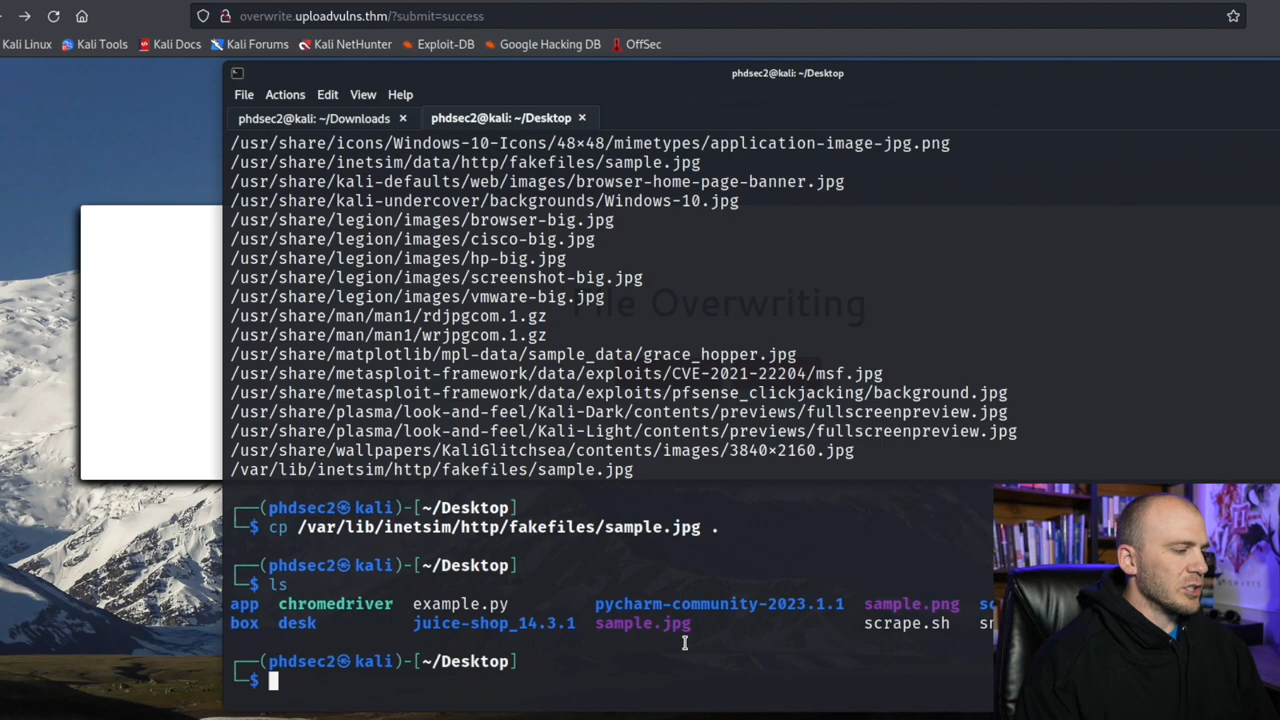 overwrite.uploadvulns.thm/?submit=success
Kali Linux Kali Tools Kali Docs Kali Forums Kali NetHunter Exploit-DB Google Hacking DB OffSec
phdsec2@kali: ~/Desktop
File Actions Edit View Help
phdsec2@kali: ~/Downloads × phdsec2@kali: ~/Desktop ×
/usr/share/icons/Windows-10-Icons/48×48/mimetypes/application-image-jpg.png
/usr/share/inetsim/data/http/fakefiles/sample.jpg
/usr/share/kali-defaults/web/images/browser-home-page-banner.jpg
/usr/share/kali-undercover/backgrounds/Windows-10.jpg
/usr/share/legion/images/browser-big.jpg
/usr/share/legion/images/cisco-big.jpg
/usr/share/legion/images/hp-big.jpg
/usr/share/legion/images/screenshot-big.jpg
/usr/share/legion/images/vmware-big.jpg
File Overwriting
/usr/share/man/man1/rdjpgcom.1.gz
/usr/share/man/man1/wrjpgcom.1.gz
/usr/share/matplotlib/mpl-data/sample_data/grace_hopper.jpg
/usr/share/metasploit-framework/data/exploits/CVE-2021-22204/msf.jpg
/usr/share/metasploit-framework/data/exploits/pfsense_clickjacking/background.jpg
/usr/share/plasma/look-and-feel/Kali-Dark/contents/previews/fullscreenpreview.jpg
/usr/share/plasma/look-and-feel/Kali-Light/contents/previews/fullscreenpreview.jpg
/usr/share/wallpapers/KaliGlitchsea/contents/images/3840×2160.jpg
/var/lib/inetsim/http/fakefiles/sample.jpg
┌──(phdsec2㉿kali)-[~/Desktop]
└─$ cp /var/lib/inetsim/http/fakefiles/sample.jpg .
┌──(phdsec2㉿kali)-[~/Desktop]
└─$ ls
app chromedriver example.py pycharm-community-2023.1.1 sample.png
box desk juice-shop_14.3.1 sample.jpg scrape.sh
┌──(phdsec2㉿kali)-[~/Desktop]
└─$